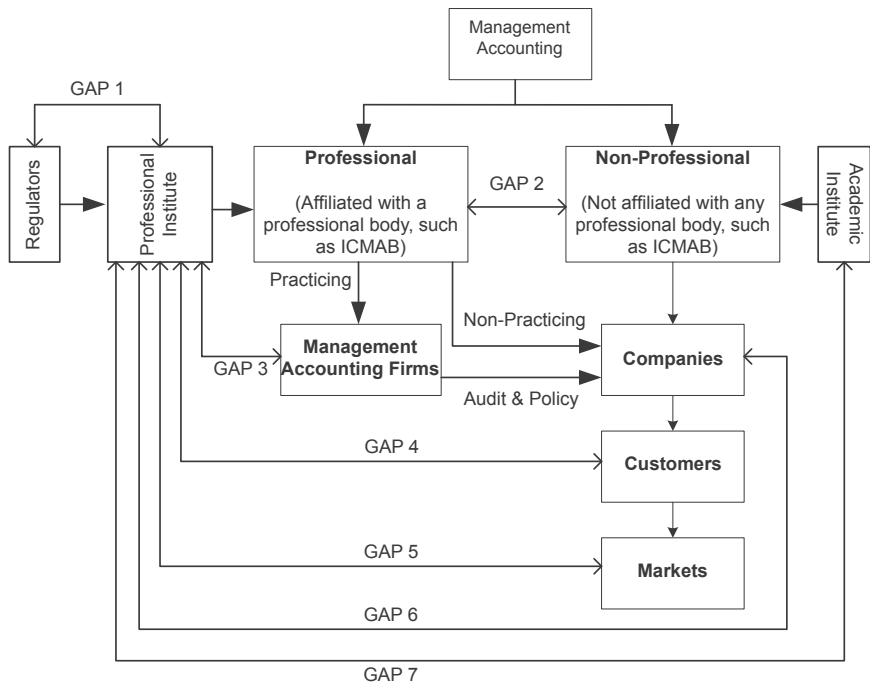 Management
Accounting
GAP 1
Regulators
Professional
Institute
Professional
(Affiliated with a
professional body, such
as ICMAB)
GAP 2
Non-Professional
(Not affiliated with any
professional body, such
as ICMAB)
Academic
Institute
Practicing
Non-Practicing
GAP 3
Management
Accounting Firms
Companies
Audit & Policy
GAP 4
Customers
GAP 5
Markets
GAP 6
GAP 7